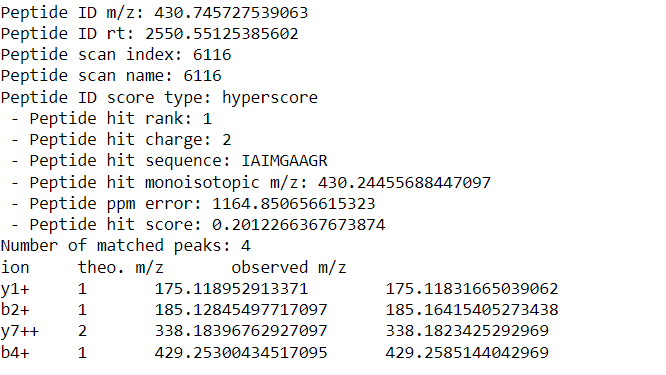 Peptide ID m/z: 430.745727539063
Peptide ID rt: 2550.55125385602
Peptide scan index: 6116
Peptide scan name: 6116
Peptide ID score type: hyperscore
- Peptide hit rank: 1
- Peptide hit charge: 2
- Peptide hit sequence: IAIMGAAGR
- Peptide hit monoisotopic m/z: 430.24455688447097
- Peptide ppm error: 1164.850656615323
- Peptide hit score: 0.2012266367673874
Number of matched peaks: 4
ion theo. m/z observed m/z
y1+ 1 175.118952913371 175.11831665039062
b2+ 1 185.12845497717097 185.16415405273438
y7++ 2 338.18396762927097 338.1823425292969
b4+ 1 429.25300434517095 429.2585144042969